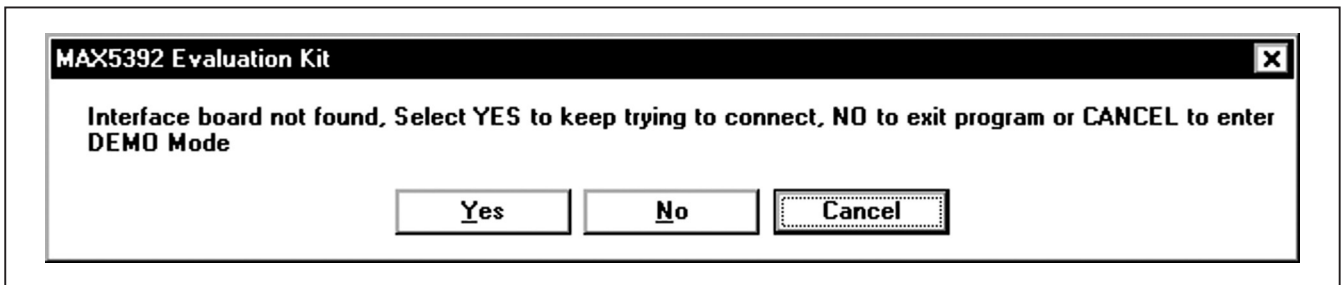 MAX5392 Evaluation Kit
Interface board not found, Select YES to keep trying to connect, NO to exit program or CANCEL to enter
DEMO Mode
Yes No Cancel